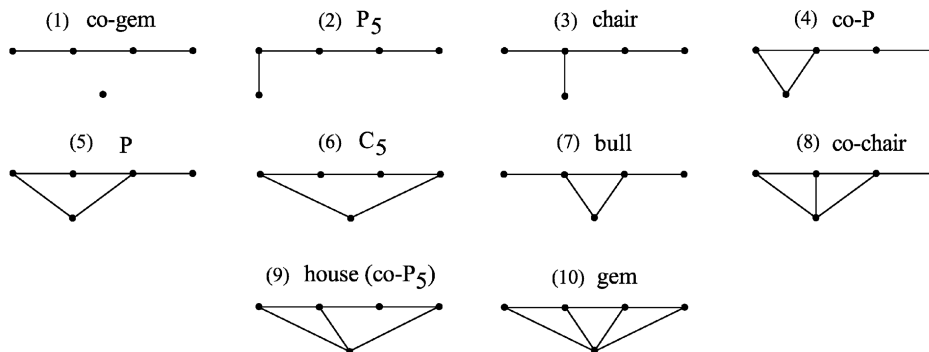 (1) co-gem
(2) P5
(3) chair
(4) co-P
(5) P
(6) C5
(7) bull
(8) co-chair
(9) house (co-P5)
(10) gem